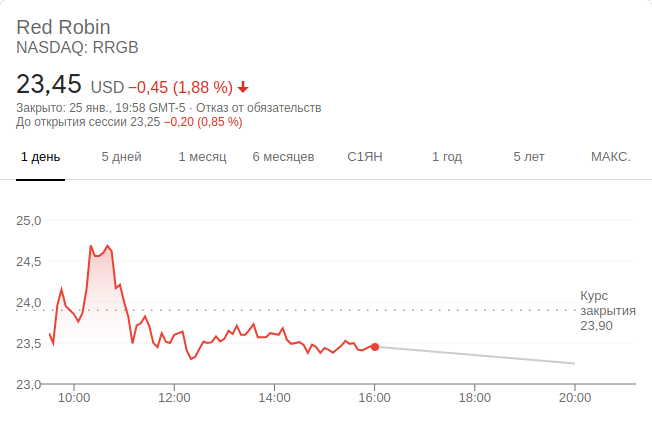 Red Robin
NASDAQ: RRGB
23,45 USD −0,45 (1,88 %)
Закрыто: 25 янв., 19:58 GMT-5 · Отказ от обязательств
До открытия сессии 23,25 −0,20 (0,85 %)
1 день 5 дней 1 месяц 6 месяцев С1ЯН 1 год 5 лет МАКС.
25,0
24,5
24,0
23,5
23,0
Курс
закрытия
23,90
10:00 12:00 14:00 16:00 18:00 20:00